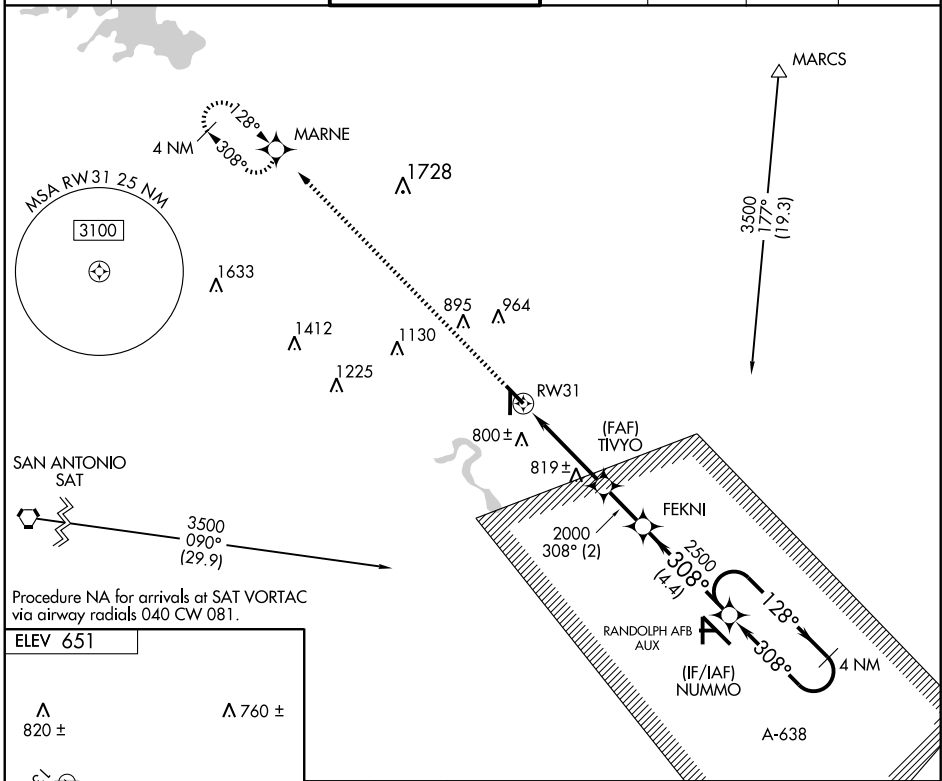 MARCS
3500
177°
(19.3)
128°
MARNE
4 NM
308°
1728
MSA RW31 25 NM
3100
1633
895
964
1412
1130
1225
RW31
800 ±
(FAF)
TIVYO
819 ±
SAN ANTONIO
SAT
3500
090°
(29.9)
FEKNI
2000
308° (2)
2500
308°
(4.4)
128°
Procedure NA for arrivals at SAT VORTAC
via airway radials 040 CW 081.
RANDOLPH AFB
AUX
308°
4 NM
(IF/IAF)
NUMMO
ELEV 651
A-638
820 ±
760 ±